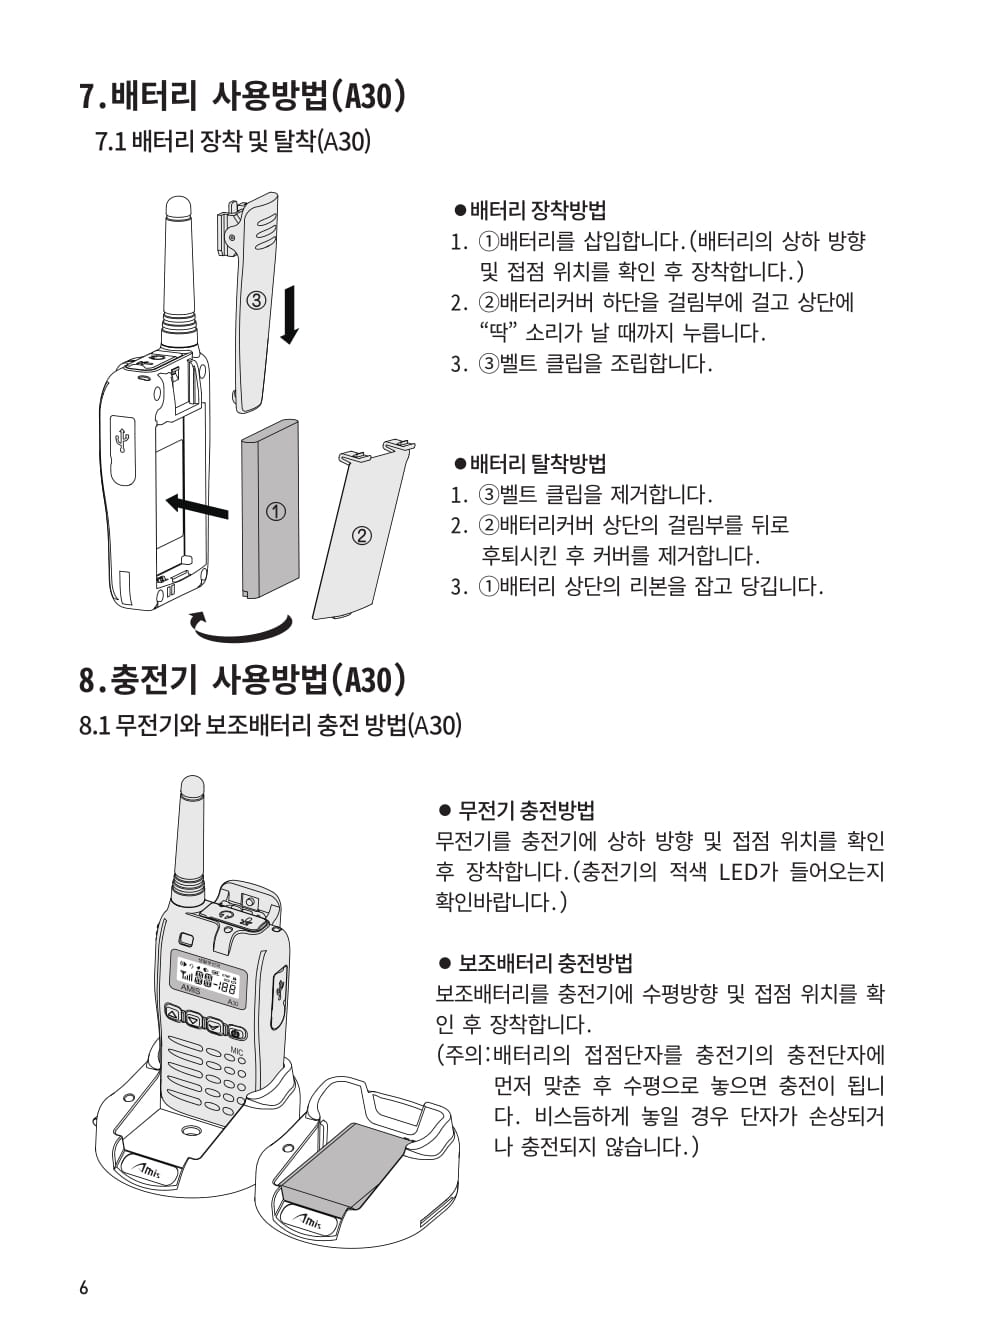 7.배터리 사용방법(A30)
7.1 배터리 장착 및 탈착(A30)
●배터리 장착방법
1. ①배터리를 삽입합니다.(배터리의 상하 방향
및 접점 위치를 확인 후 장착합니다.)
2. ②배터리커버 하단을 걸림부에 걸고 상단에
“딱” 소리가 날 때까지 누릅니다.
3. ③벨트 클립을 조립합니다.
③
①
②
●배터리 탈착방법
1. ③벨트 클립을 제거합니다.
2. ②배터리커버 상단의 걸림부를 뒤로
후퇴시킨 후 커버를 제거합니다.
3. ①배터리 상단의 리본을 잡고 당깁니다.
8.충전기 사용방법(A30)
8.1 무전기와 보조배터리 충전 방법(A30)
● 무전기 충전방법
무전기를 충전기에 상하 방향 및 접점 위치를 확인
후 장착합니다.(충전기의 적색 LED가 들어오는지
확인바랍니다.)
● 보조배터리 충전방법
보조배터리를 충전기에 수평방향 및 접점 위치를 확
인 후 장착합니다.
(주의:배터리의 접점단자를 충전기의 충전단자에
먼저 맞춘 후 수평으로 놓으면 충전이 됩니
다. 비스듬하게 놓일 경우 단자가 손상되거
나 충전되지 않습니다.)
AMIS
A30
MIC
Amis
Amis
6